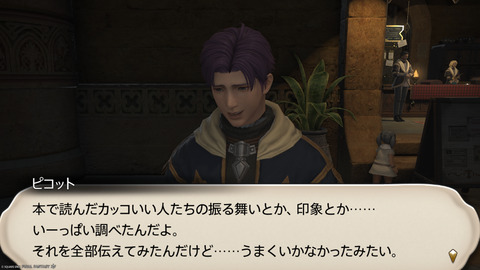 ピコット
本で読んだカッコいい人たちの振る舞いとか、印象とか……
いーっぱい調べたんだよ。
それを全部伝えてみたんだけど……うまくいかなかったみたい。